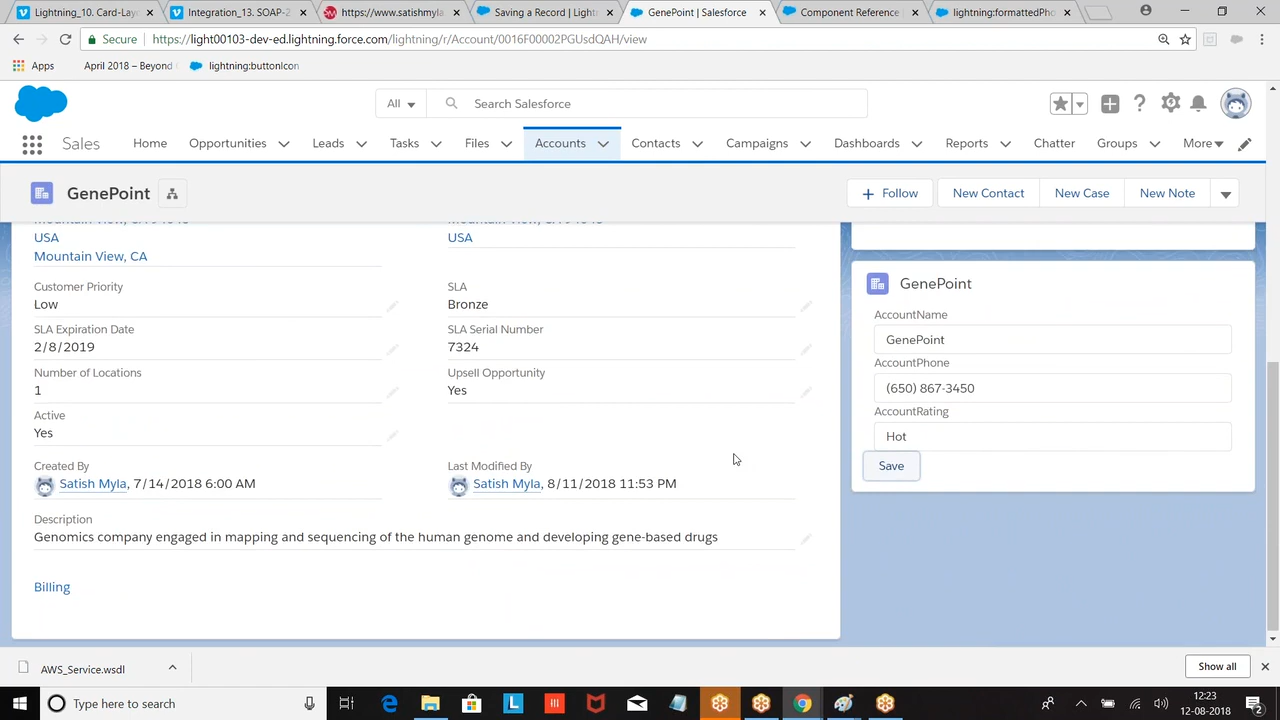 Lightning_10. Card-Layo
Integration_13. SOAP-2
https://www.satishmyla
Saving a Record | Lightn
GenePoint | Salesforce
Component Reference |
lightning:formattedPho
Secure
https://light00103-dev-ed.lightning.force.com/lightning/r/Account/0016F00002PGUsdQAH/view
Apps
April 2018 – Beyond
lightning:buttonIcon
All
Search Salesforce
Sales
Home
Opportunities
Leads
Tasks
Files
Accounts
Contacts
Campaigns
Dashboards
Reports
Chatter
Groups
More
GenePoint
+ Follow
New Contact
New Case
New Note
USA
USA
Mountain View, CA
Customer Priority
Low
SLA
Bronze
SLA Expiration Date
2/8/2019
SLA Serial Number
7324
Number of Locations
1
Upsell Opportunity
Yes
Active
Yes
Created By
Satish Myla, 7/14/2018 6:00 AM
Last Modified By
Satish Myla, 8/11/2018 11:53 PM
Description
Genomics company engaged in mapping and sequencing of the human genome and developing gene-based drugs
Billing
GenePoint
AccountName
GenePoint
AccountPhone
(650) 867-3450
AccountRating
Hot
Save
AWS_Service.wsdl
Show all
Type here to search
12:23
12-08-2018